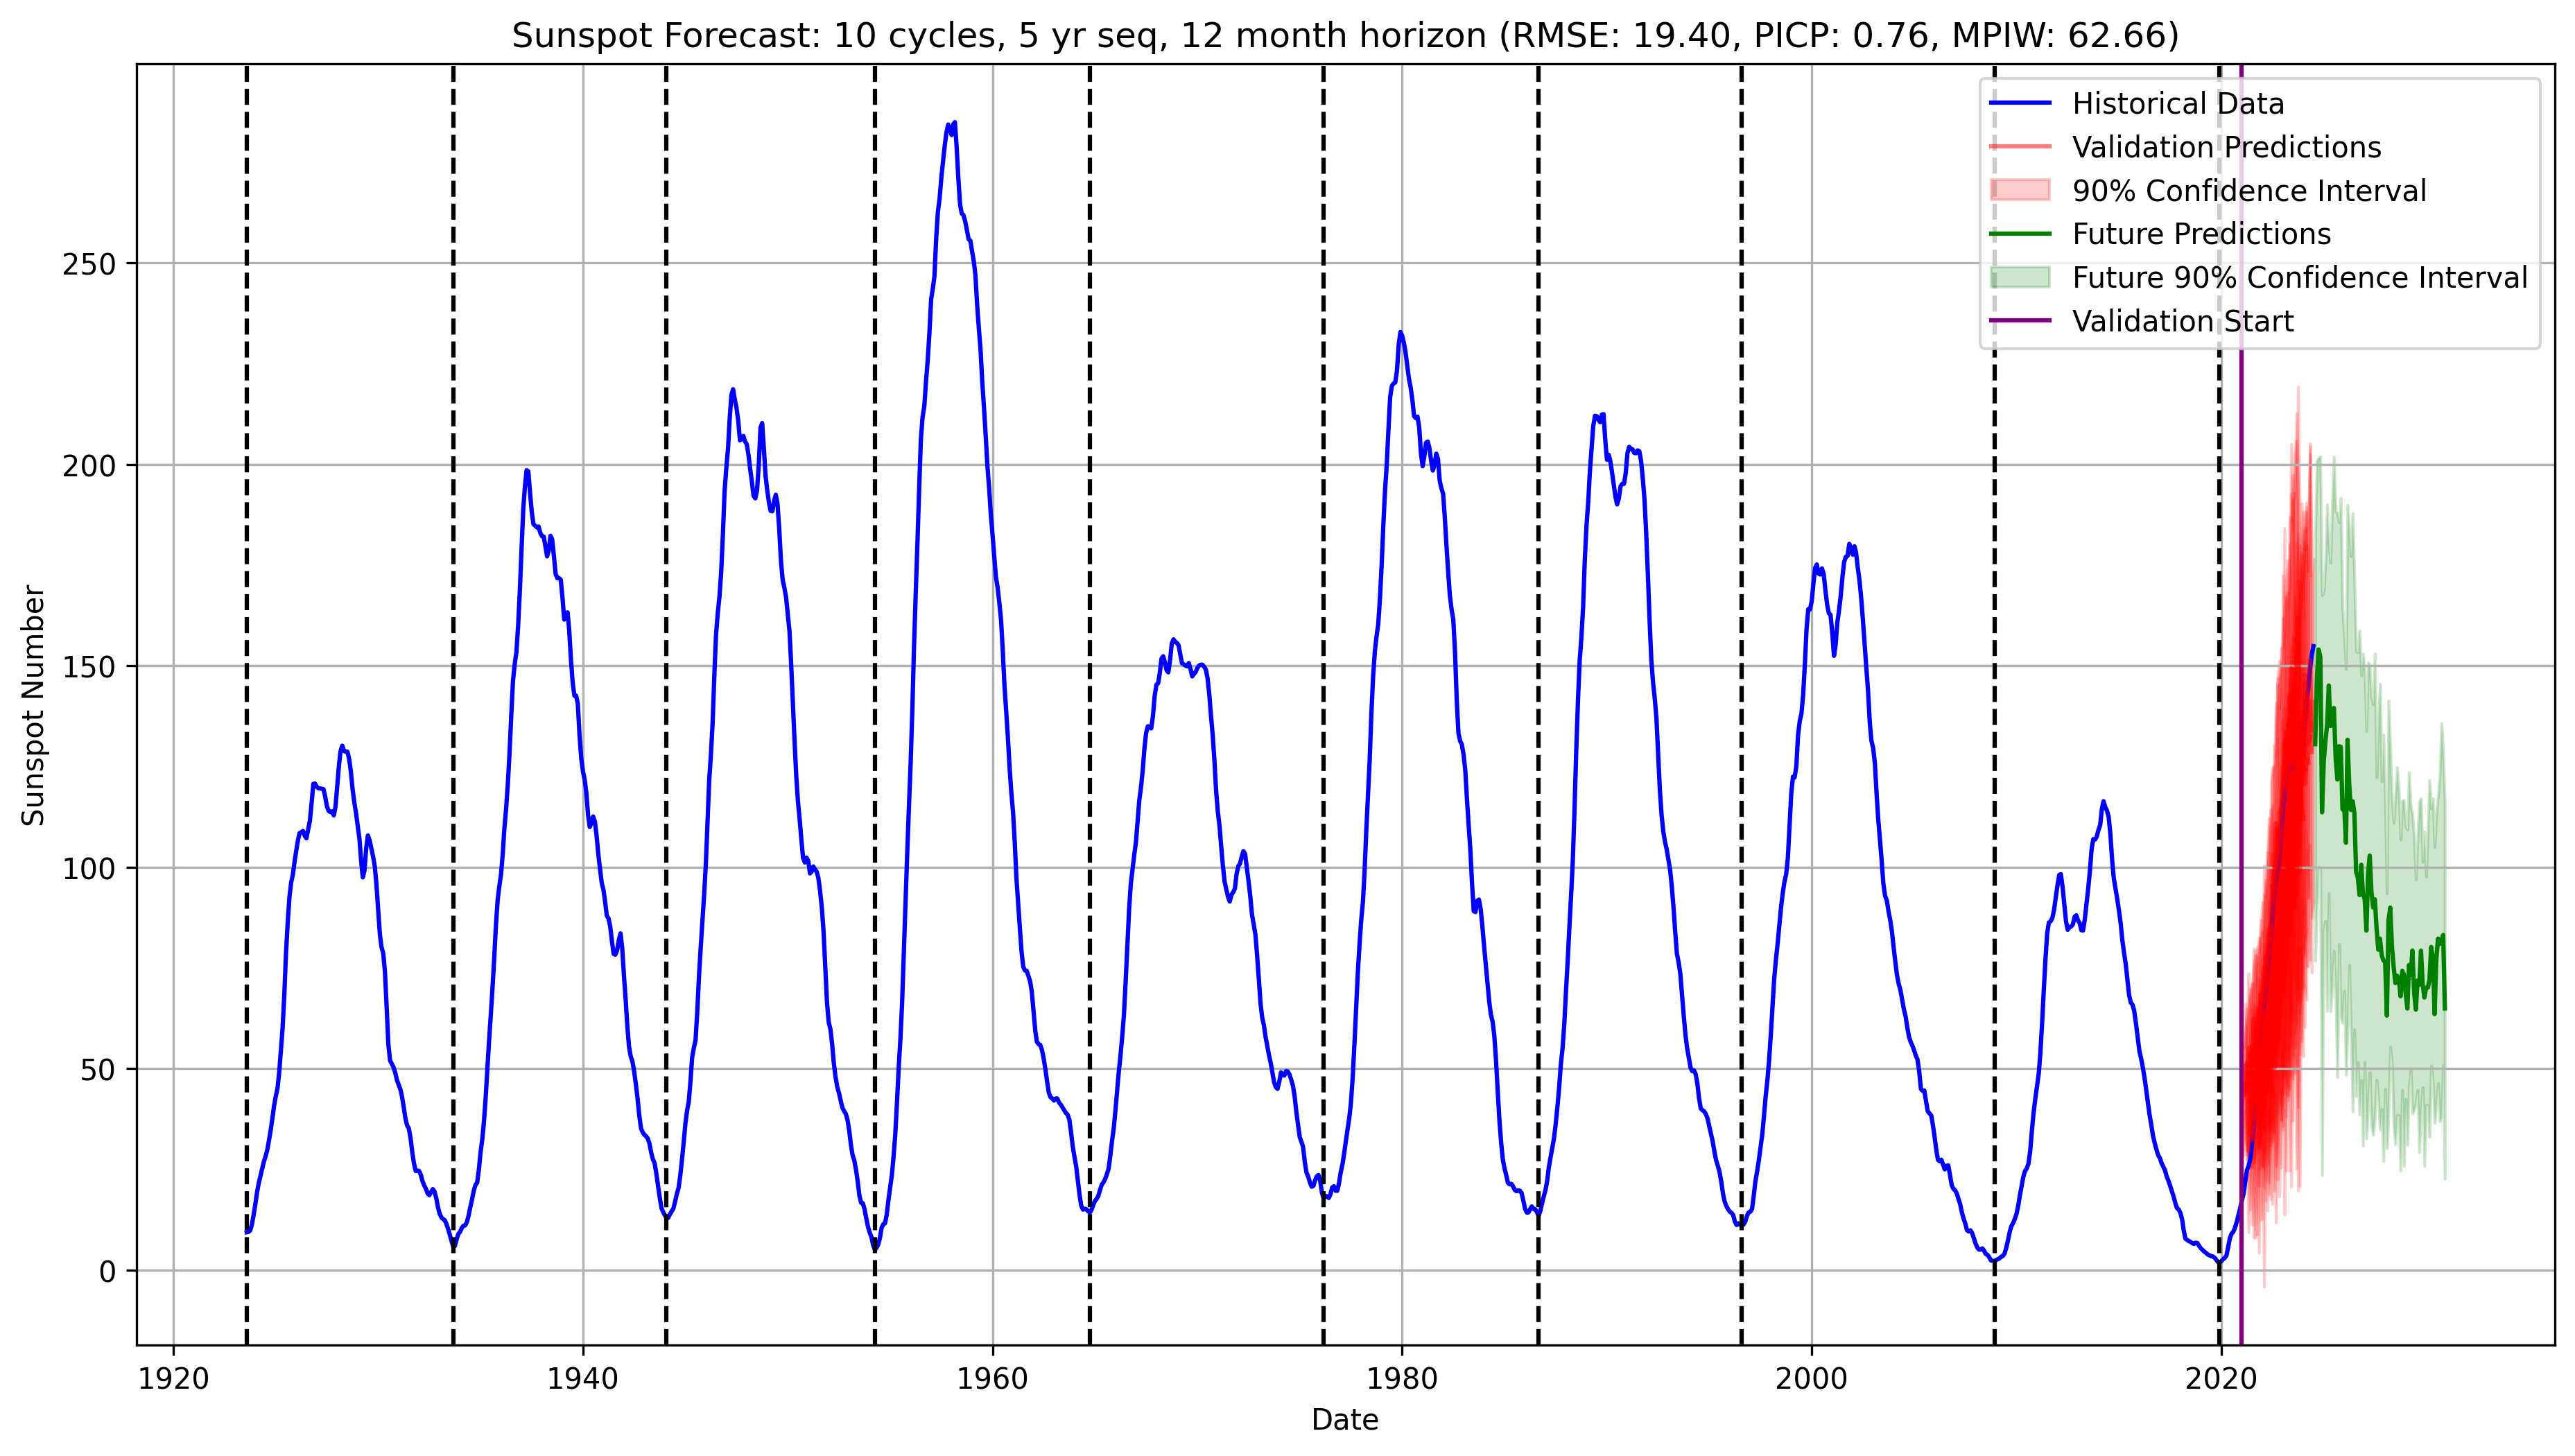 Sunspot Forecast: 10 cycles, 5 yr seq, 12 month horizon (RMSE: 19.40, PICP: 0.76, MPIW: 62.66)
Historical Data
Validation Predictions
90% Confidence Interval
Future Predictions
Future 90% Confidence Interval
Validation Start
Sunspot Number
250
200
150
100
50
0
1920 1940 1960 1980 2000 2020
Date